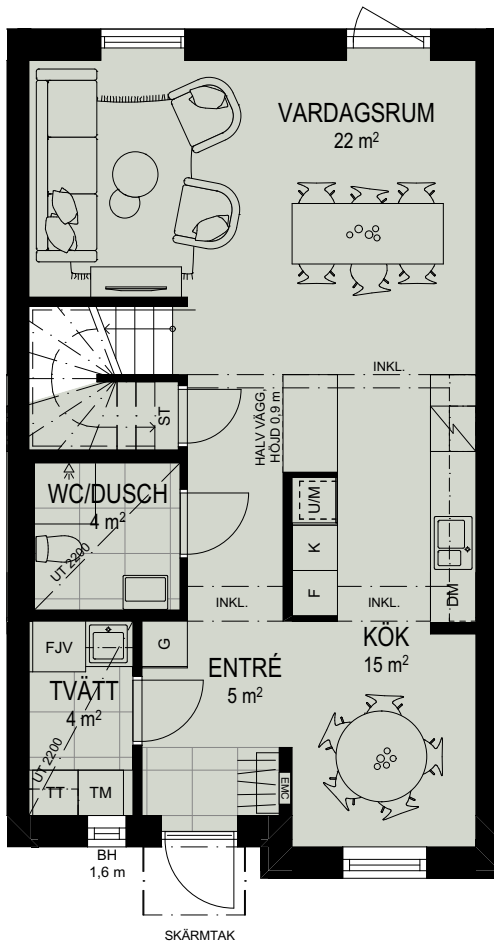 VARDAGSRUM
22 m²
INKL.
HALV VÄGG,
HÖJD 0,9 m
ST
WC/DUSCH
4 m²
UT 2200
U/M
K
F
DM
INKL.
INKL.
KÖK
15 m²
FJV
G
ENTRÉ
5 m²
TVÄTT
4 m²
UT 2200
TT
TM
EMC
BH
1,6 m
SKÄRMTAK